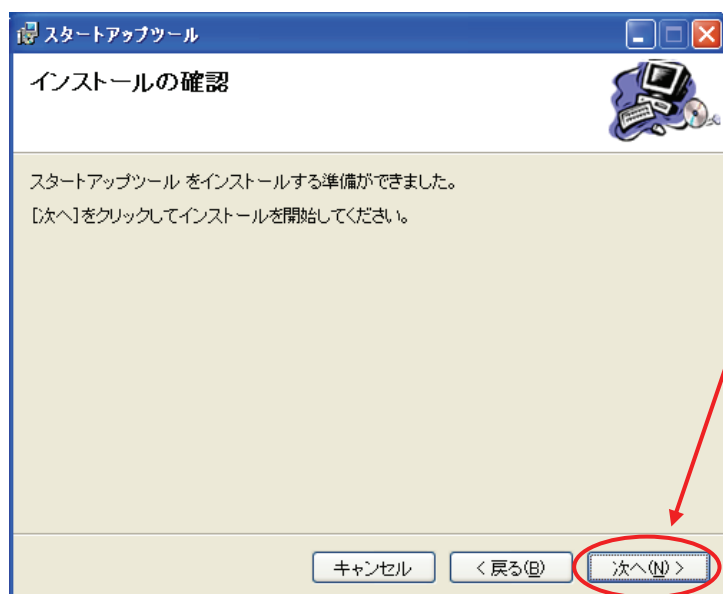 スタートアップツール
インストールの確認
スタートアップツール をインストールする準備ができました。
[次へ]をクリックしてインストールを開始してください。
キャンセル
< 戻る(B)
次へ(N) >